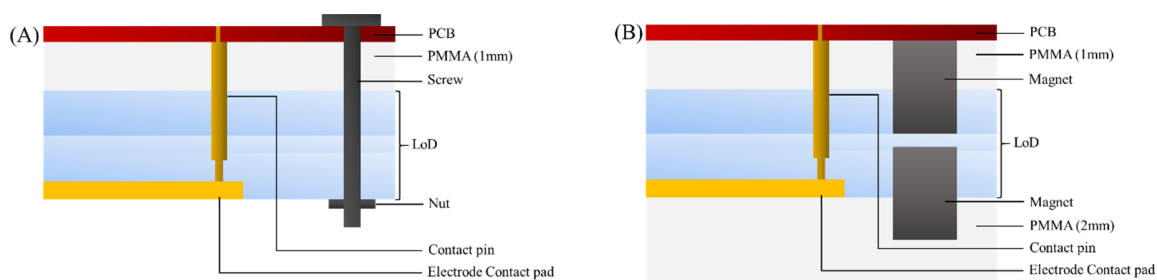 (A)
PCB
PMMA (1mm)
Screw
LoD
Nut
Contact pin
Electrode Contact pad
(B)
PCB
PMMA (1mm)
Magnet
LoD
Magnet
PMMA (2mm)
Contact pin
Electrode Contact pad